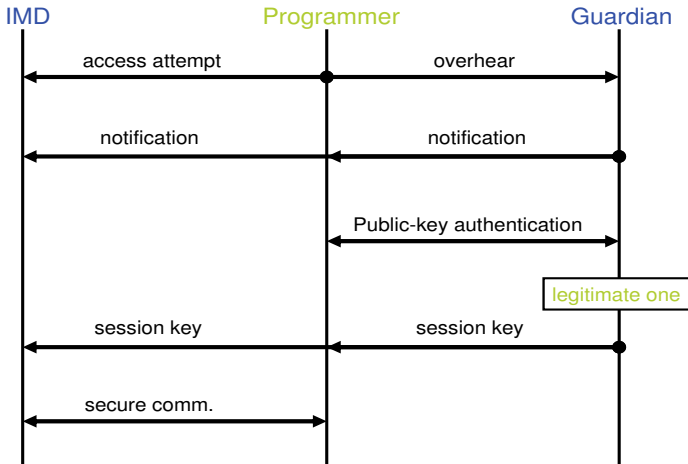 IMD Programmer Guardian
access attempt overhear
notification notification
Public-key authentication
legitimate one
session key session key
secure comm.